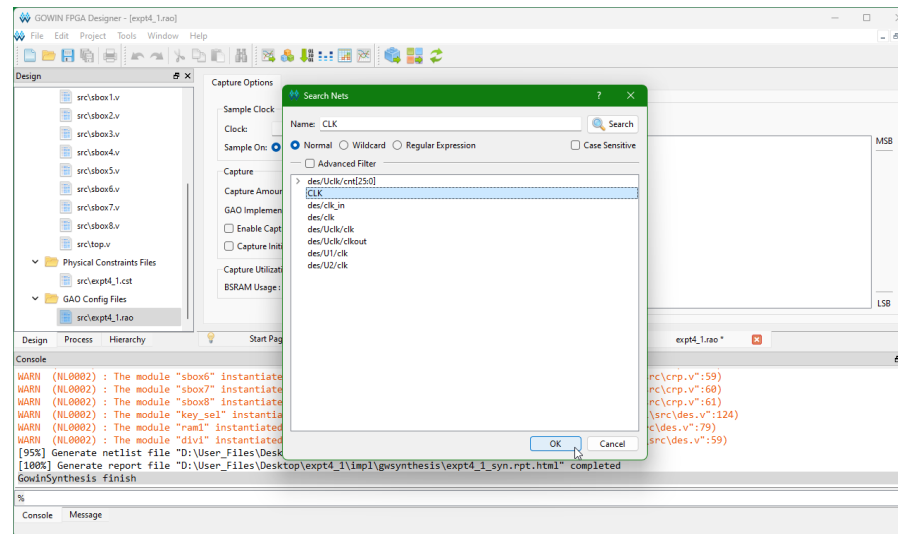 GOWIN FPGA Designer - [expt4_1.rao]
File Edit Project Tools Window Help
Design
src\sbox1.v
src\sbox2.v
src\sbox3.v
src\sbox4.v
src\sbox5.v
src\sbox6.v
src\sbox7.v
src\sbox8.v
src\top.v
Physical Constraints Files
src\expt4_1.cst
GAO Config Files
src\expt4_1.rao
Design Process Hierarchy
Capture Options
Sample Clock
Clock:
Sample On:
Capture
Capture Amour
GAO Implemen
Enable Capt
Capture Initi
Capture Utilizati
BSRAM Usage:
MSB
LSB
Search Nets
Name: CLK
Search
Normal Wildcard Regular Expression Case Sensitive
Advanced Filter
des/Uclk/cnt[25:0]
CLK
des/clk_in
des/clk
des/Uclk/clk
des/Uclk/clkout
des/U1/clk
des/U2/clk
OK Cancel
Start Pag
expt4_1.rao *
Console
WARN (NL0002) : The module "sbox6" instantiate rc\crp.v":59)
WARN (NL0002) : The module "sbox7" instantiate rc\crp.v":60)
WARN (NL0002) : The module "sbox8" instantiate rc\crp.v":61)
WARN (NL0002) : The module "key_sel" instantia \src\des.v":124)
WARN (NL0002) : The module "ram1" instantiated c\des.v":79)
WARN (NL0002) : The module "divi" instantiated src\des.v":59)
[95%] Generate netlist file "D:\User_Files\Desk
[100%] Generate report file "D:\User_Files\Desktop\expt4_1\impl\gwsynthesis\expt4_1_syn.rpt.html" completed
GowinSynthesis finish
%
Console Message